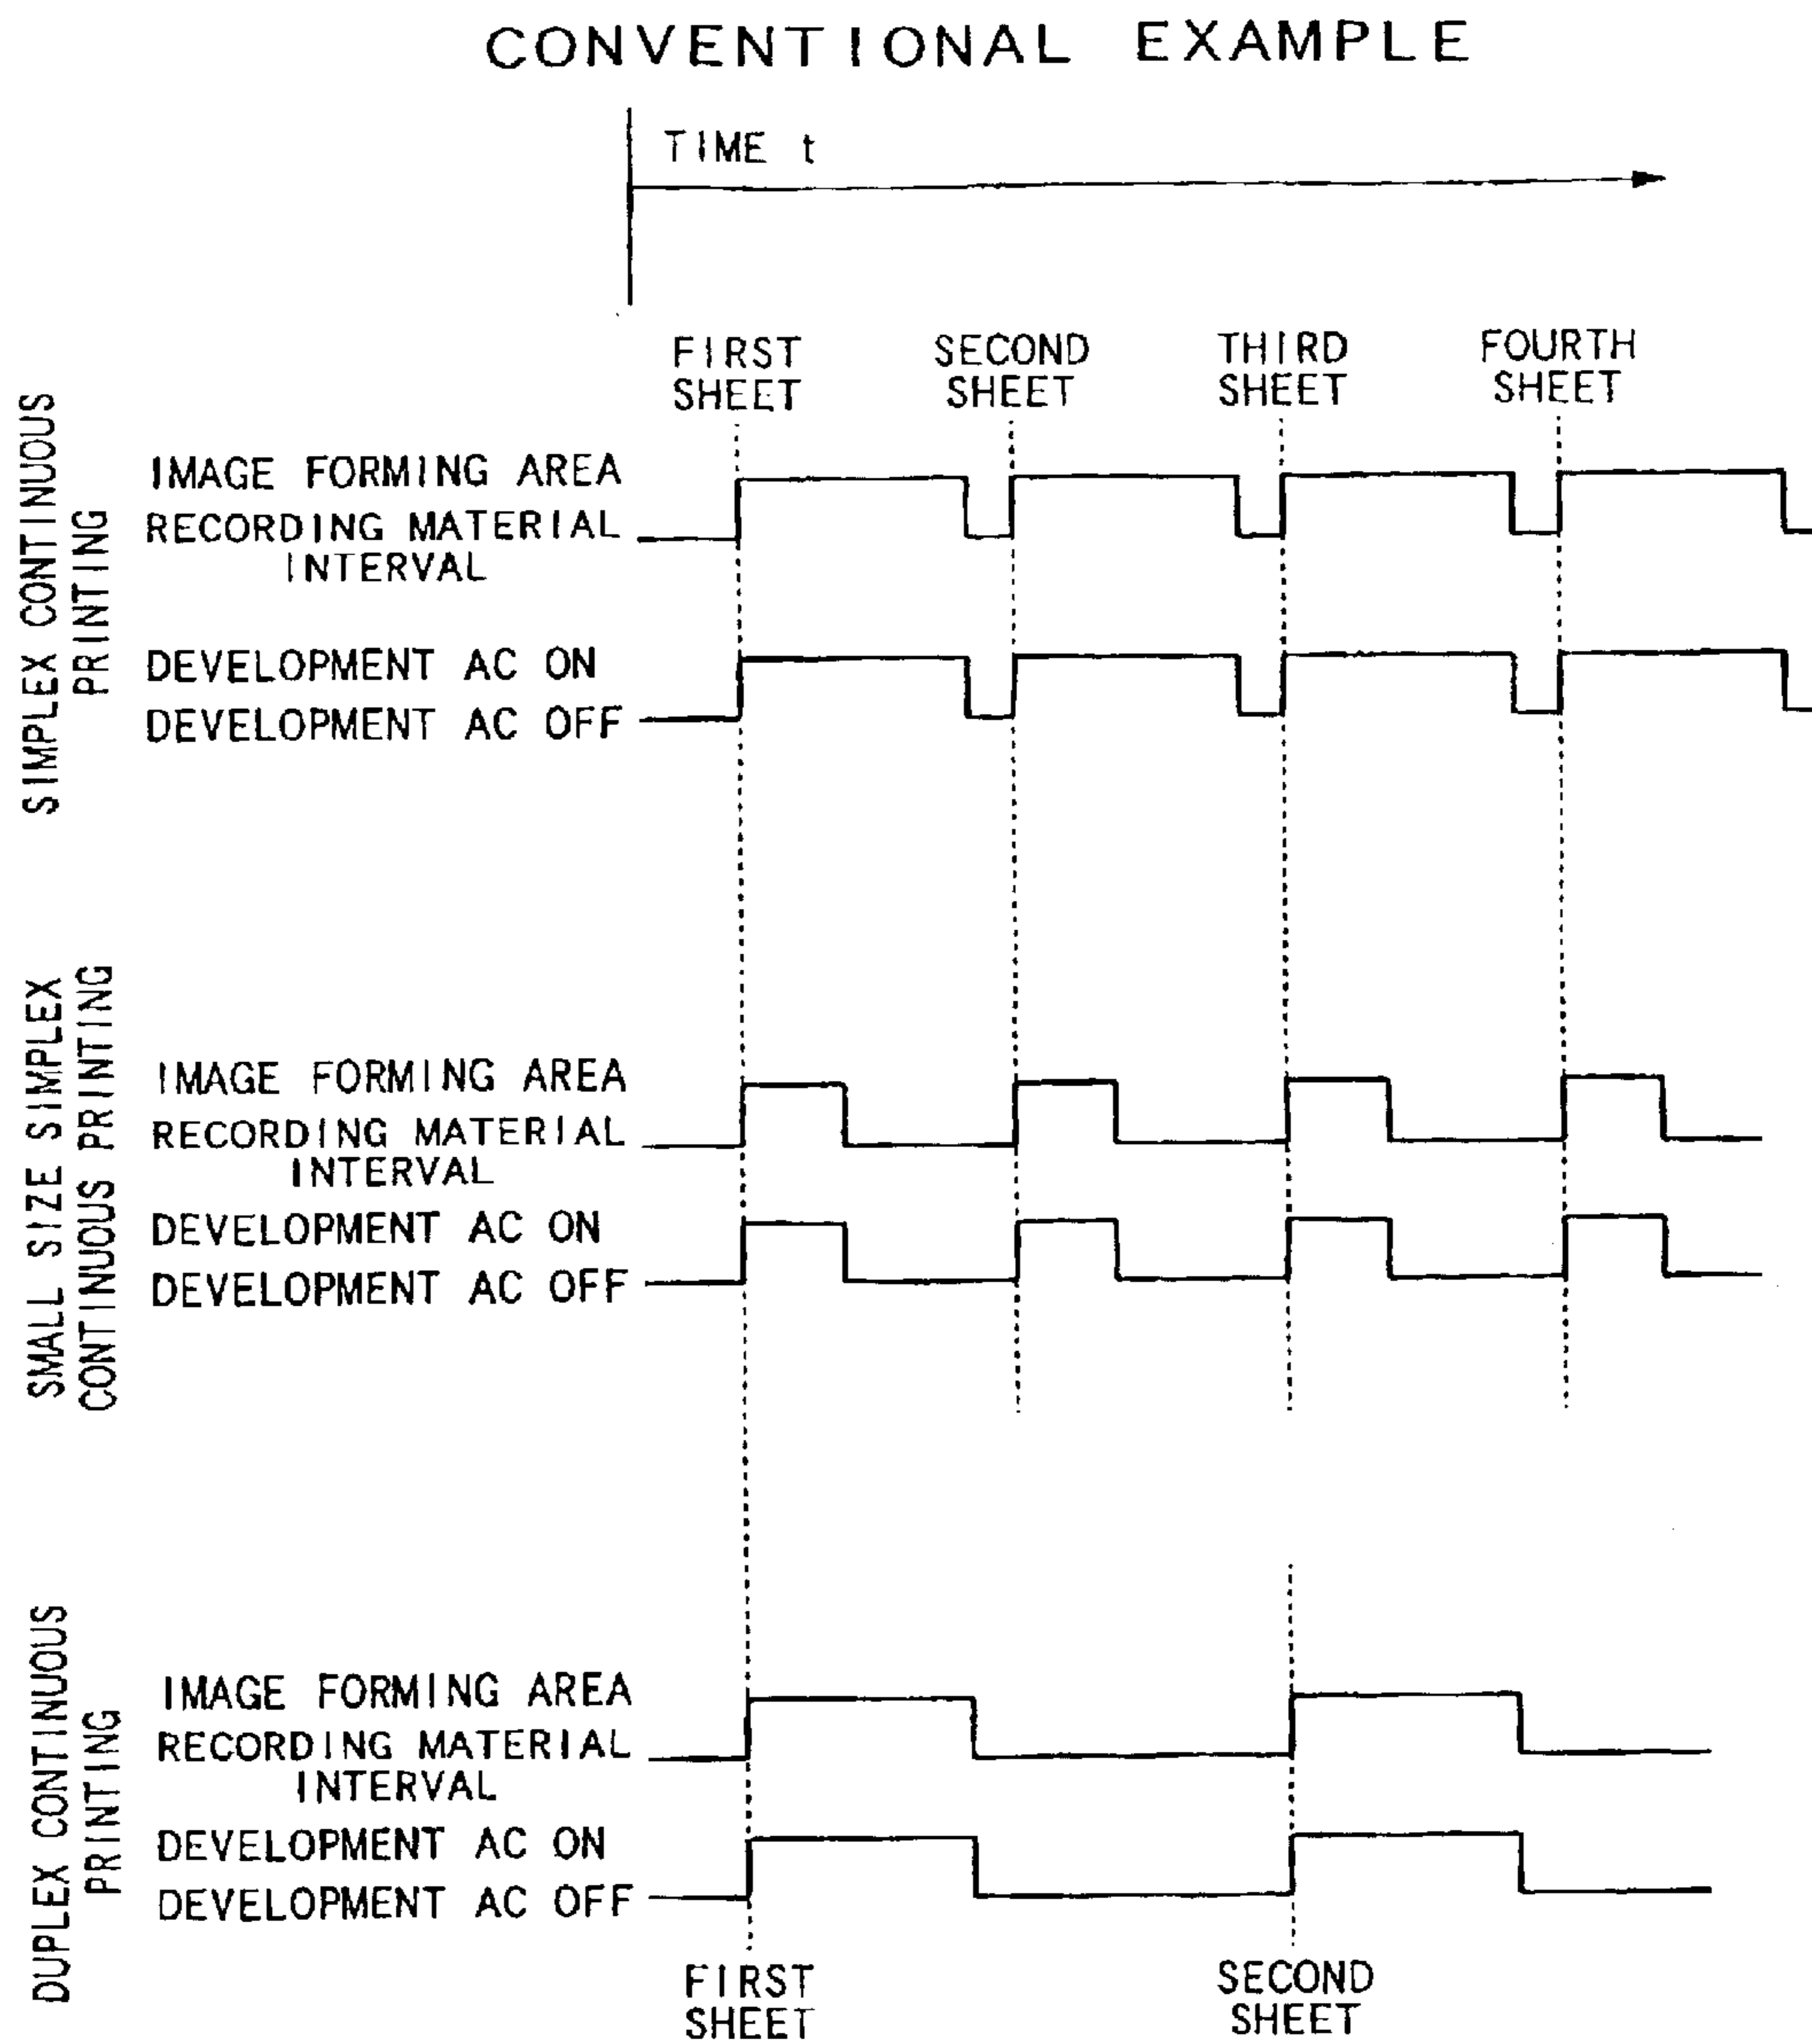 CONVENTIONAL EXAMPLE
TIME t
FIRST SHEET
SECOND SHEET
THIRD SHEET
FOURTH SHEET
SIMPLEX CONTINUOUS
PRINTING
IMAGE FORMING AREA
RECORDING MATERIAL
INTERVAL
DEVELOPMENT AC ON
DEVELOPMENT AC OFF
SMALL SIZE SIMPLEX
CONTINUOUS PRINTING
IMAGE FORMING AREA
RECORDING MATERIAL
INTERVAL
DEVELOPMENT AC ON
DEVELOPMENT AC OFF
DUPLEX CONTINUOUS
PRINTING
IMAGE FORMING AREA
RECORDING MATERIAL
INTERVAL
DEVELOPMENT AC ON
DEVELOPMENT AC OFF
FIRST
SHEET
SECOND
SHEET